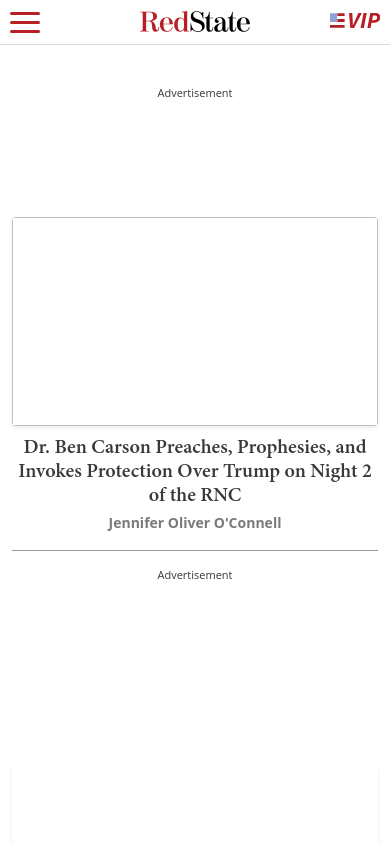 RedState
VIP
Advertisement
Dr. Ben Carson Preaches, Prophesies, and
Invokes Protection Over Trump on Night 2
of the RNC
Jennifer Oliver O'Connell
Advertisement